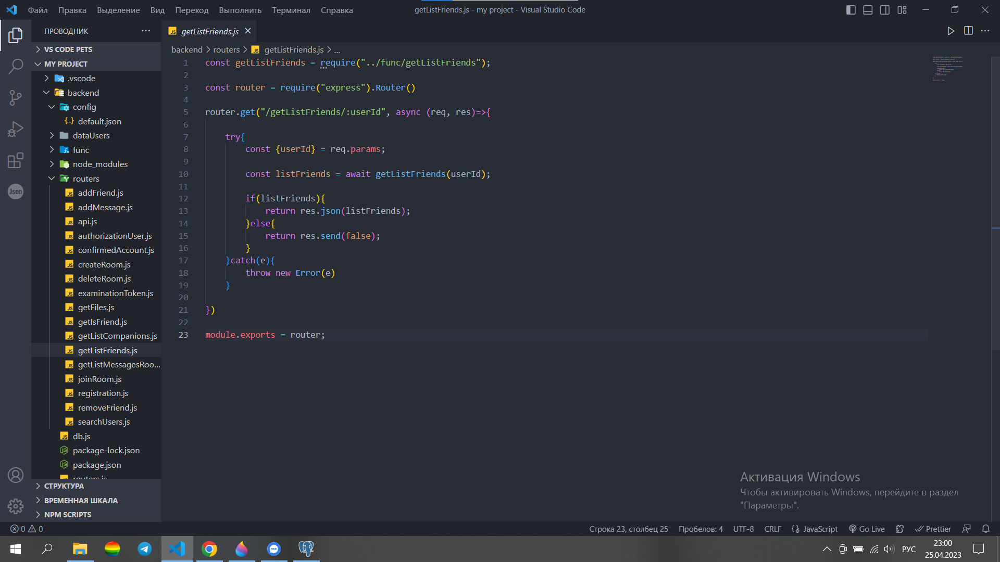 Файл Правка Выделение Вид Переход Выполнить Терминал Справка
getListFriends.js - my project - Visual Studio Code
ПРОВОДНИК
VS CODE PETS
MY PROJECT
.vscode
backend
config
default.json
dataUsers
func
node_modules
routers
addFriend.js
addMessage.js
api.js
authorizationUser.js
confirmedAccount.js
createRoom.js
deleteRoom.js
examinationToken.js
getFiles.js
getIsFriend.js
getListCompanions.js
getListFriends.js
getListMessagesRoo...
joinRoom.js
registration.js
removeFriend.js
searchUsers.js
db.js
package-lock.json
package.json
routers.js
СТРУКТУРА
ВРЕМЕННАЯ ШКАЛА
NPM SCRIPTS
Json
JS getListFriends.js
backend > routers > JS getListFriends.js > ...
1 const getListFriends = require("../func/getListFriends");
2
3 const router = require("express").Router()
4
5 router.get("/getListFriends/:userId", async (req, res)=>{
6
7 try{
8 const {userId} = req.params;
9
10 const listFriends = await getListFriends(userId);
11
12 if(listFriends){
13 return res.json(listFriends);
14 }else{
15 return res.send(false);
16 }
17 }catch(e){
18 throw new Error(e)
19 }
20
21 })
22
23 module.exports = router;
Активация Windows
Чтобы активировать Windows, перейдите в раздел
"Параметры".
0 0
Строка 23, столбец 25 Пробелов: 4 UTF-8 CRLF JavaScript Go Live Prettier
РУС
23:00
25.04.2023